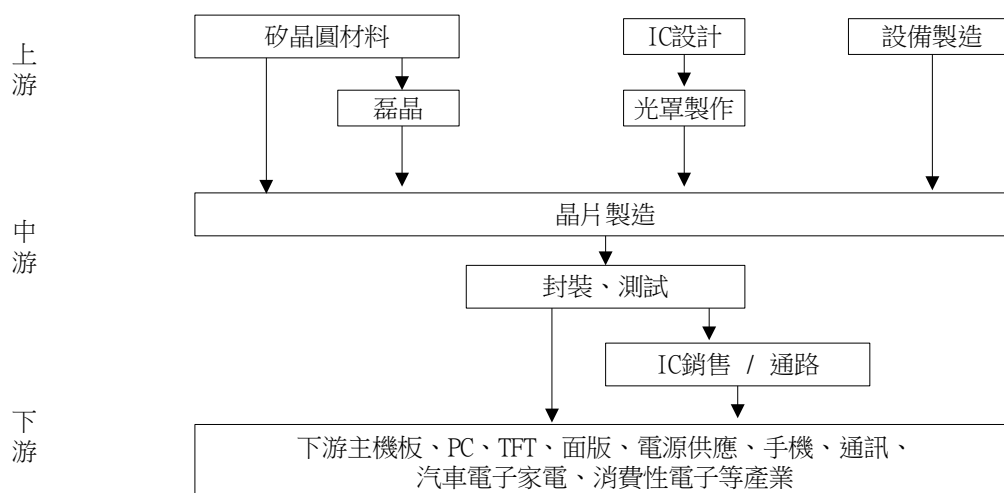 上游
矽晶圓材料
IC設計
設備製造
磊晶
光罩製作
中游
晶片製造
封裝、測試
IC銷售 / 通路
下游
下游主機板、PC、TFT、面版、電源供應、手機、通訊、
汽車電子家電、消費性電子等產業